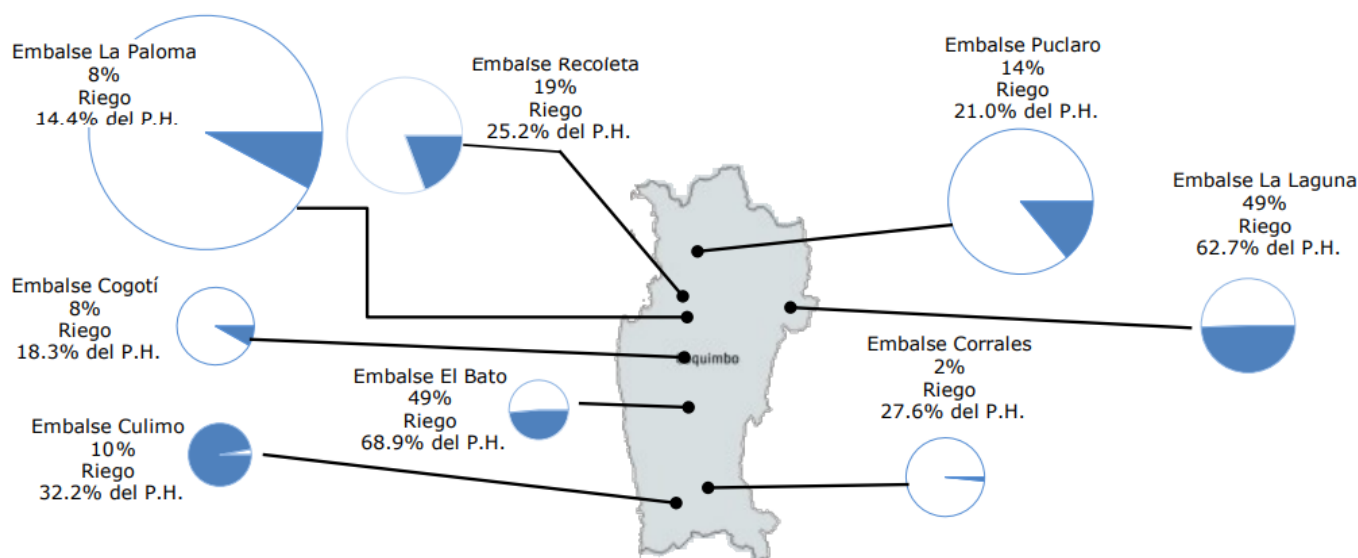 Embalse La Paloma
8%
Riego
14.4% del P.H.
Embalse Recoleta
19%
Riego
25.2% del P.H.
Embalse Puclaro
14%
Riego
21.0% del P.H.
Embalse La Laguna
49%
Riego
62.7% del P.H.
Embalse Cogotí
8%
Riego
18.3% del P.H.
quimbo
Embalse Corrales
2%
Riego
27.6% del P.H.
Embalse El Bato
49%
Riego
68.9% del P.H.
Embalse Culimo
10%
Riego
32.2% del P.H.